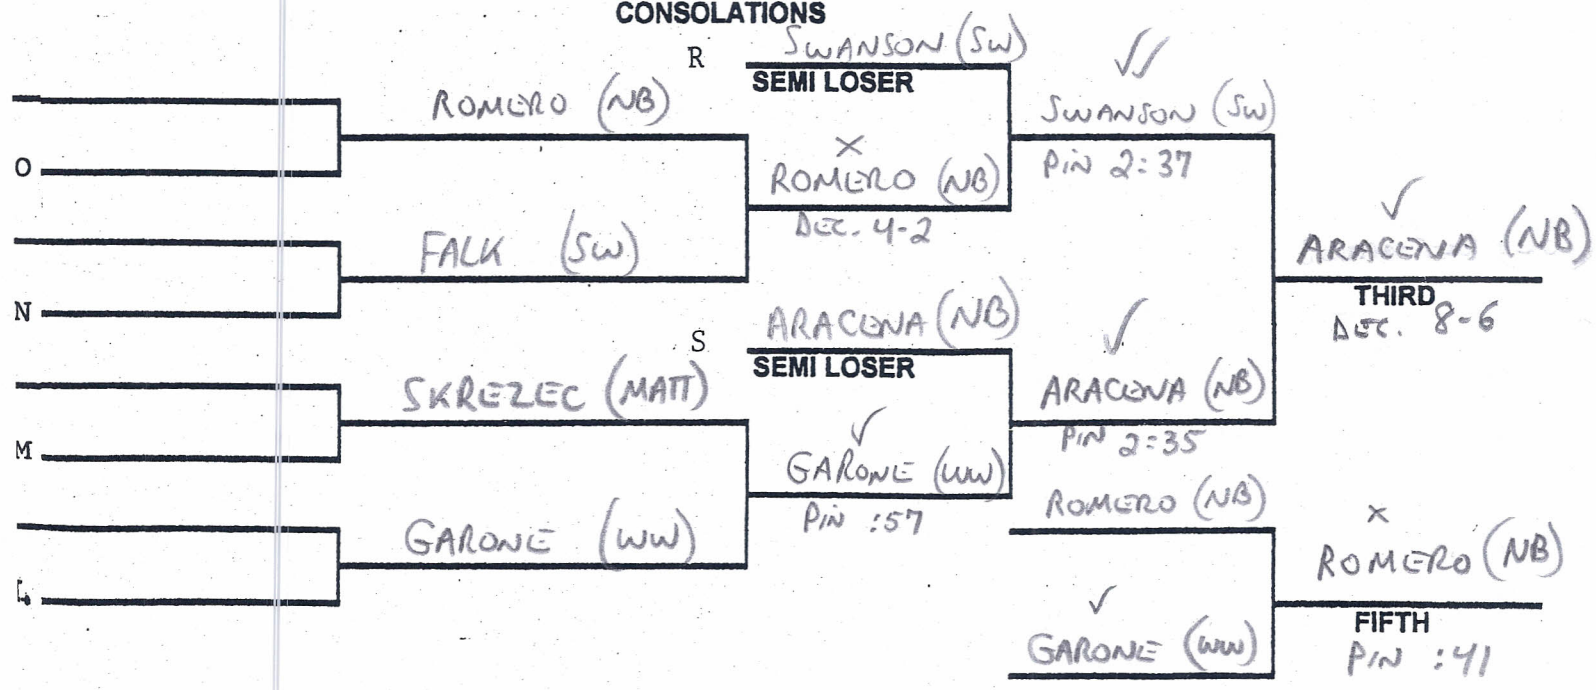 CONSOLATIONS
R SWANSON (SW)
SEMI LOSER
ROMERO (NB)
SWANSON (SW)
PIN 2:37
O
ROMERO (NB)
DEC. 4-2
FALK (SW)
ARACENA (NB)
THIRD
DEC. 8-6
N
S ARACENA (NB)
SEMI LOSER
SKREZEC (MATT)
ARACENA (NB)
PIN 2:35
M
GARONE (WW)
PIN :57
ROMERO (NB)
GARONE (WW)
ROMERO (NB)
FIFTH
PIN :41
L
GARONE (WW)